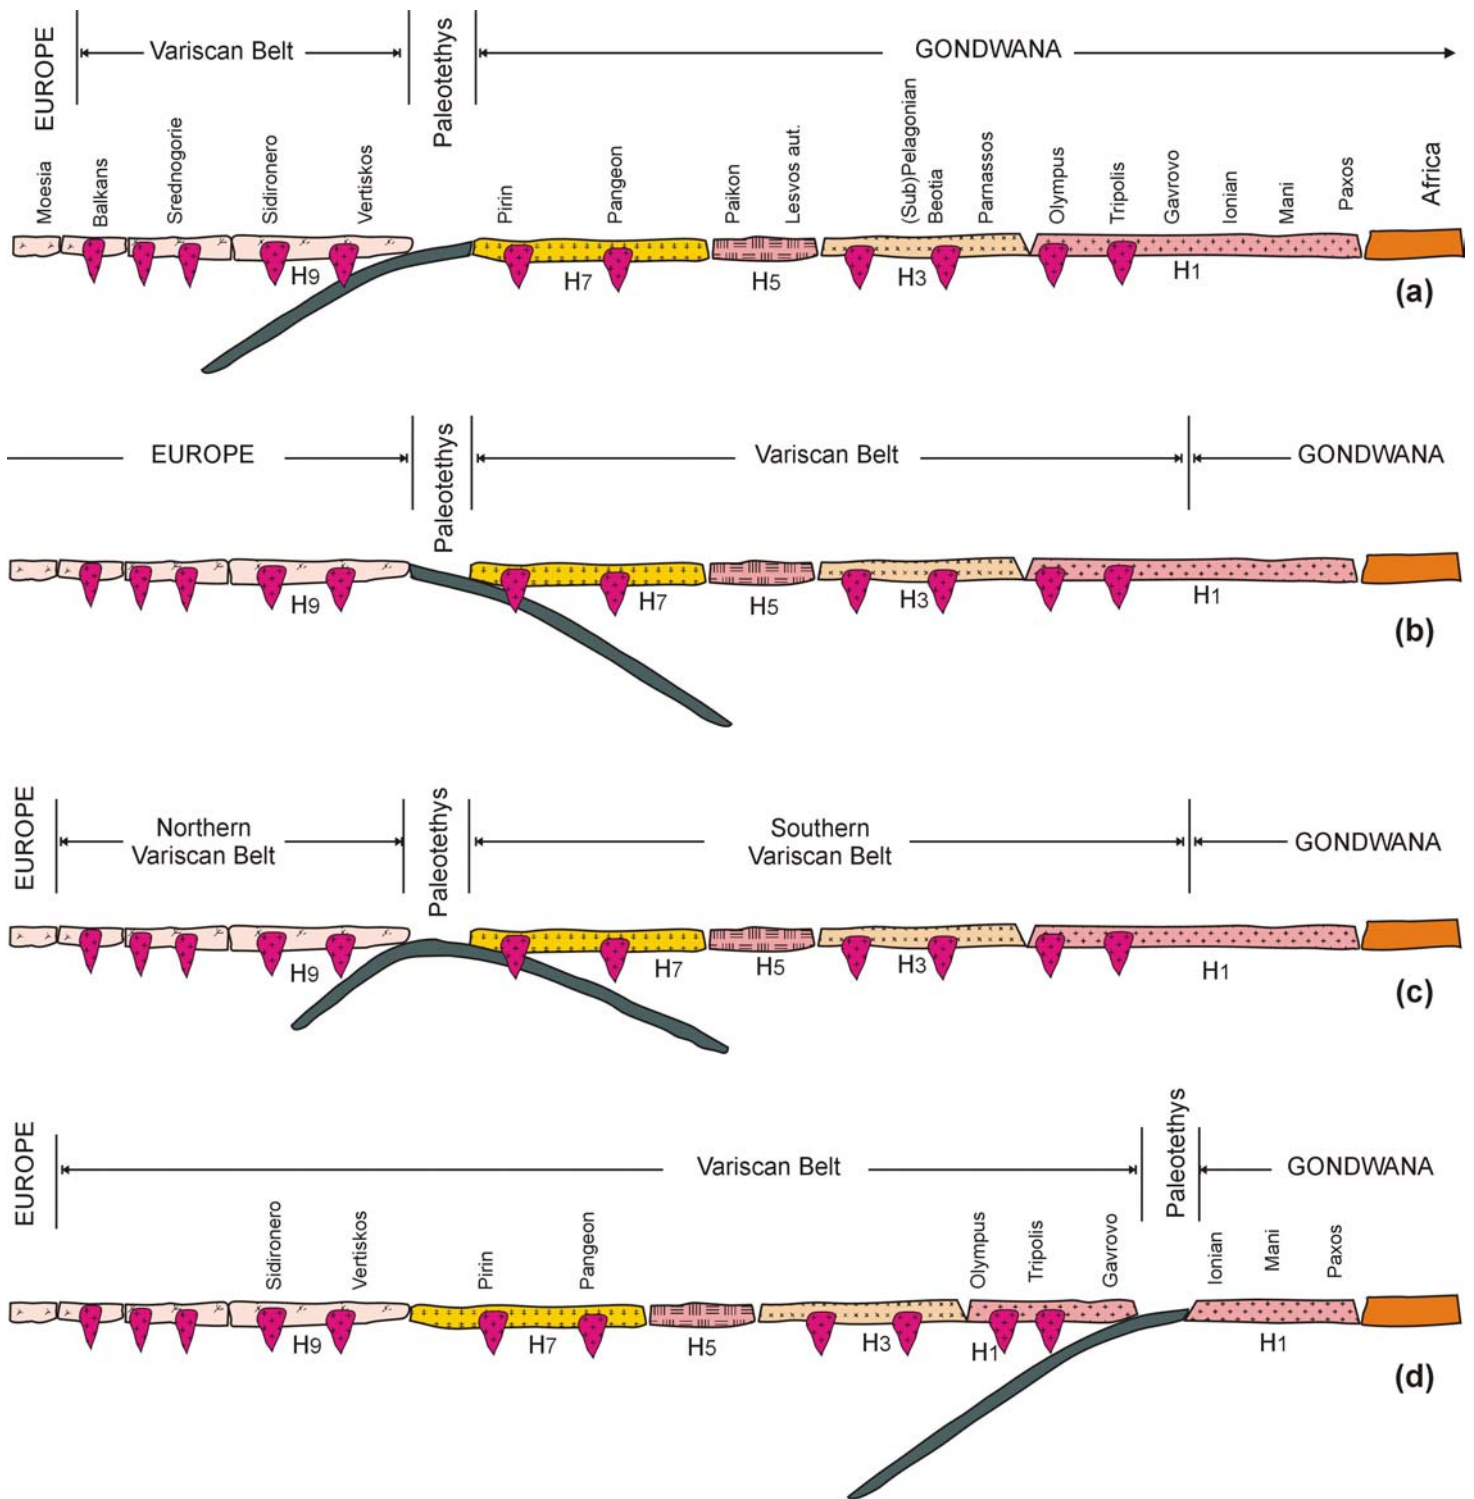 EUROPE
Variscan Belt
Paleotethys
GONDWANA
Moesia
Balkans
Srednogorie
Sidironero
Vertiskos
Pirin
Pangeon
Paikon
Lesvos aut.
(Sub)Pelagonian
Beotia
Parnassos
Olympus
Tripolis
Gavrovo
Ionian
Mani
Paxos
Africa
H9
H7
H5
H3
H1
(a)
EUROPE
Paleotethys
Variscan Belt
GONDWANA
H9
H7
H5
H3
H1
(b)
EUROPE
Northern
Variscan Belt
Paleotethys
Southern
Variscan Belt
GONDWANA
H9
H7
H5
H3
H1
(c)
EUROPE
Variscan Belt
Paleotethys
GONDWANA
Sidironero
Vertiskos
Pirin
Pangeon
Olympus
Tripolis
Gavrovo
Ionian
Mani
Paxos
H9
H7
H5
H3
H1
H1
(d)